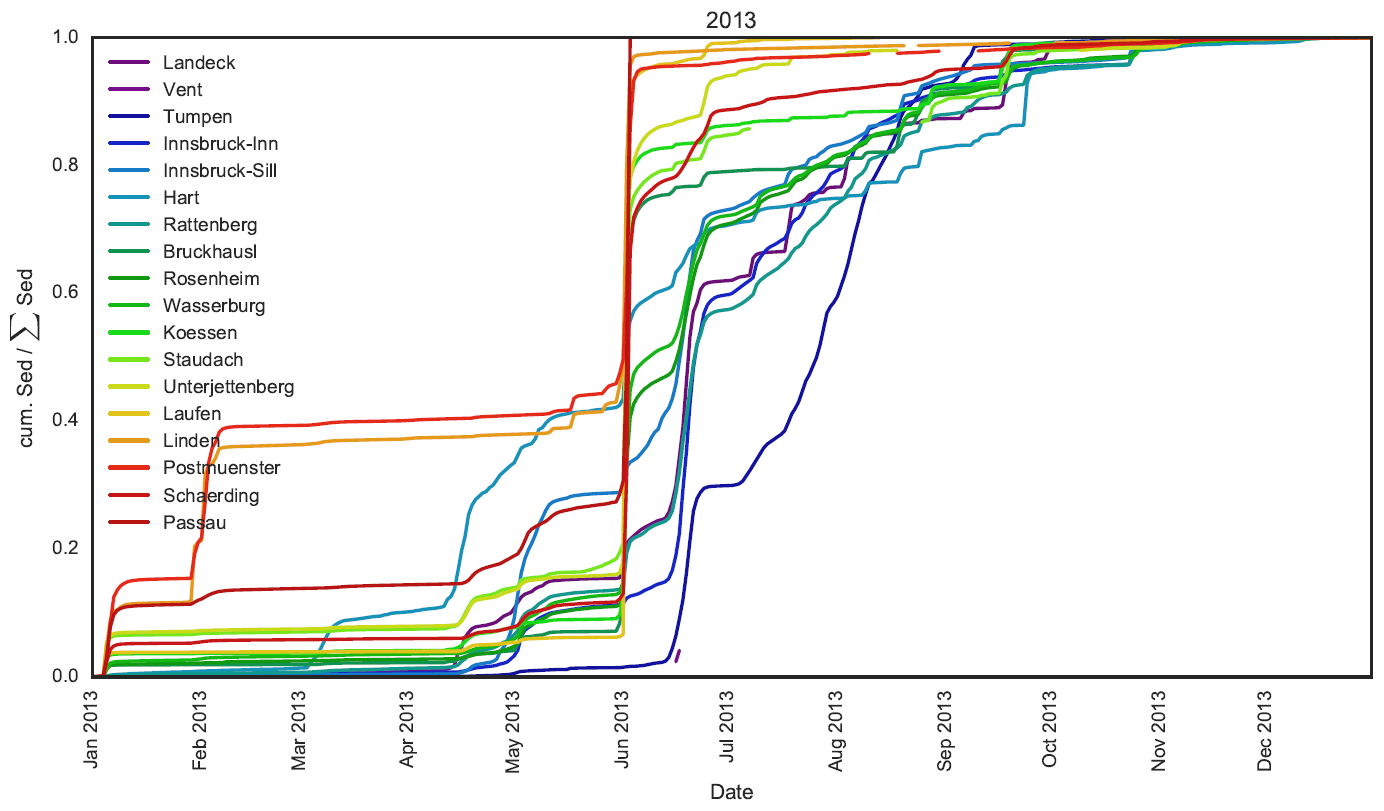 2013
1.0
0.8
0.6
0.4
0.2
0.0
cum. Sed / ∑ Sed
Landeck
Vent
Tumpen
Innsbruck-Inn
Innsbruck-Sill
Hart
Rattenberg
Bruckhausl
Rosenheim
Wasserburg
Koessen
Staudach
Unterjettenberg
Laufen
Linden
Postmuenster
Schaerding
Passau
Jan 2013
Feb 2013
Mar 2013
Apr 2013
May 2013
Jun 2013
Jul 2013
Aug 2013
Sep 2013
Oct 2013
Nov 2013
Dec 2013
Date